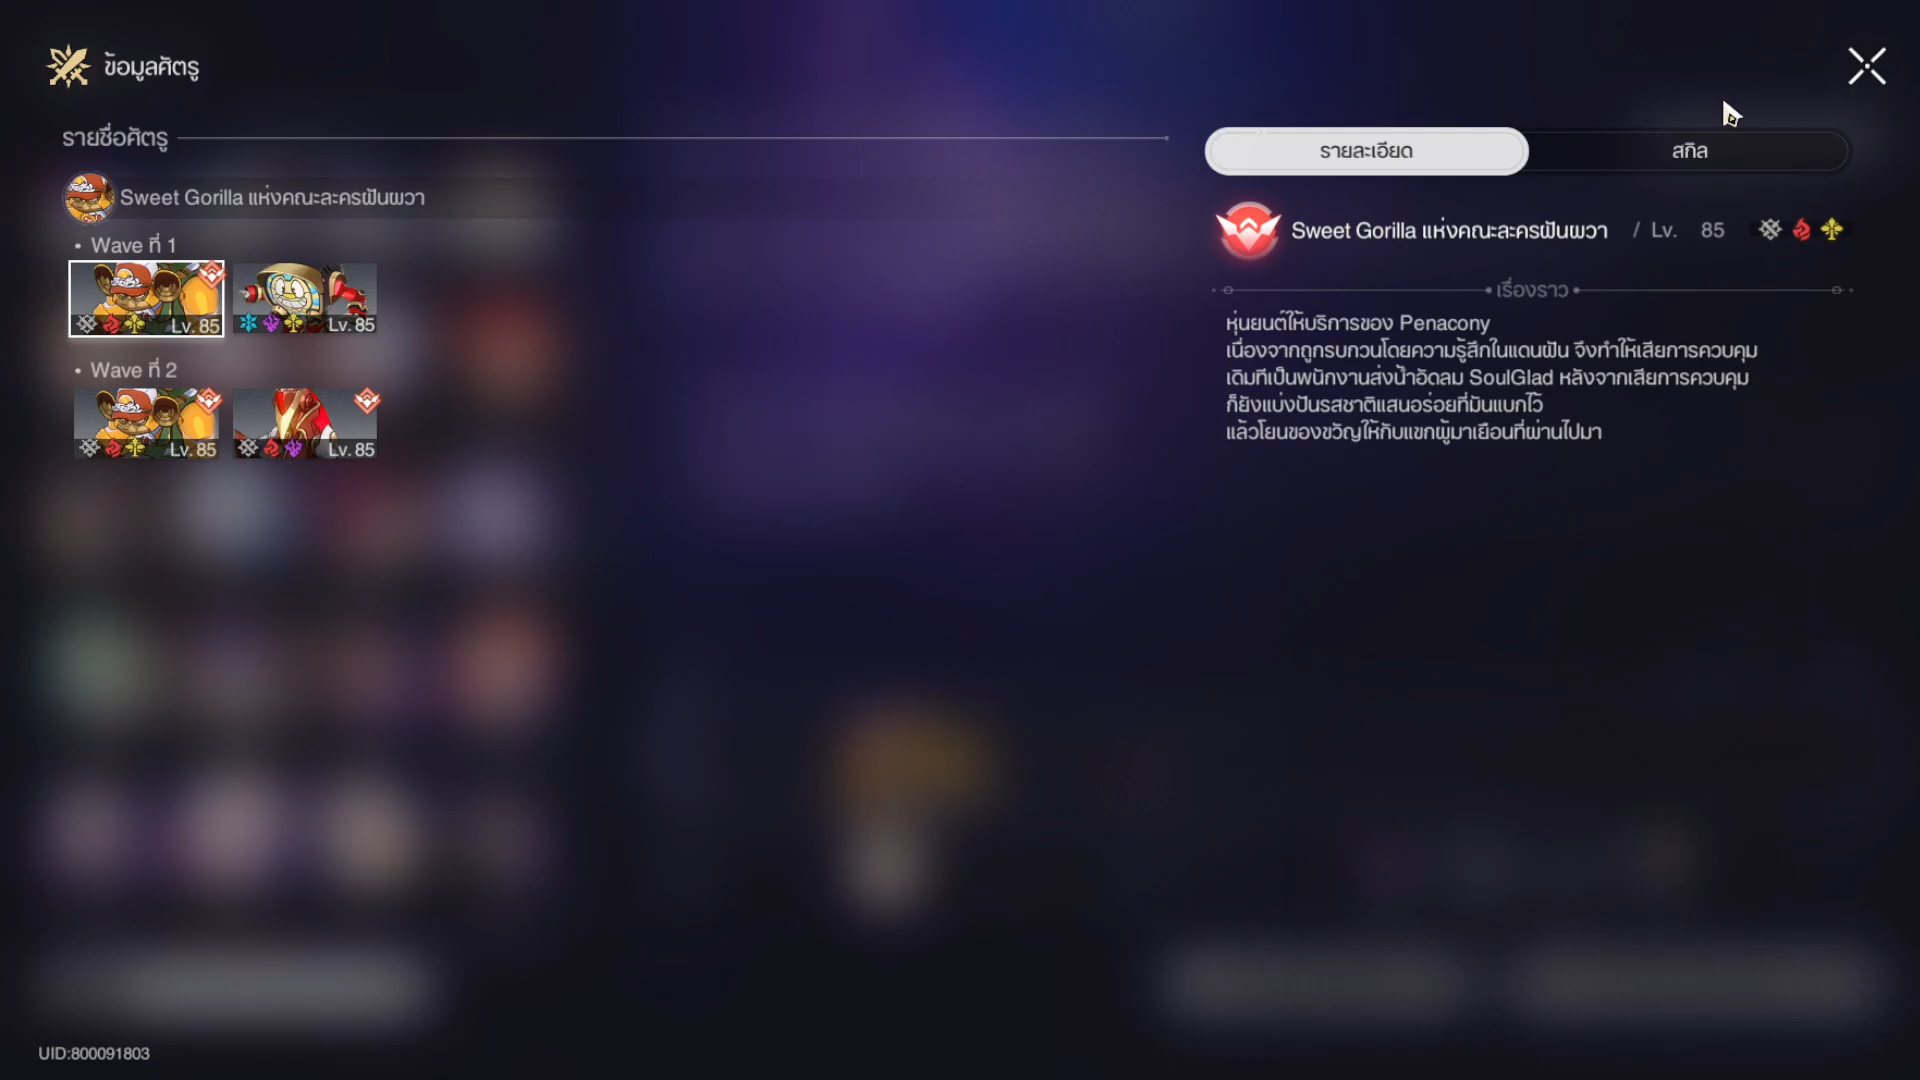 ข้อมูลศัตรู
รายชื่อศัตรู
Sweet Gorilla แห่งคณะละครฝันผวา
• Wave ที่ 1
Lv. 85
Lv. 85
• Wave ที่ 2
Lv. 85
Lv. 85
รายละเอียด
สกิล
Sweet Gorilla แห่งคณะละครฝันผวา / Lv. 85
เรื่องราว
หุ่นยนต์ให้บริการของ Penacony
เนื่องจากถูกรบกวนโดยความรู้สึกในแดนฝัน จึงทำให้เสียการควบคุม
เดิมทีเป็นพนักงานส่งน้ำอัดลม SoulGlad หลังจากเสียการควบคุม
ก็ยังแบ่งปันรสชาติแสนอร่อยที่มันแบกไว้
แล้วโยนของขวัญให้กับแขกผู้มาเยือนที่ผ่านไปมา
UID:800091803